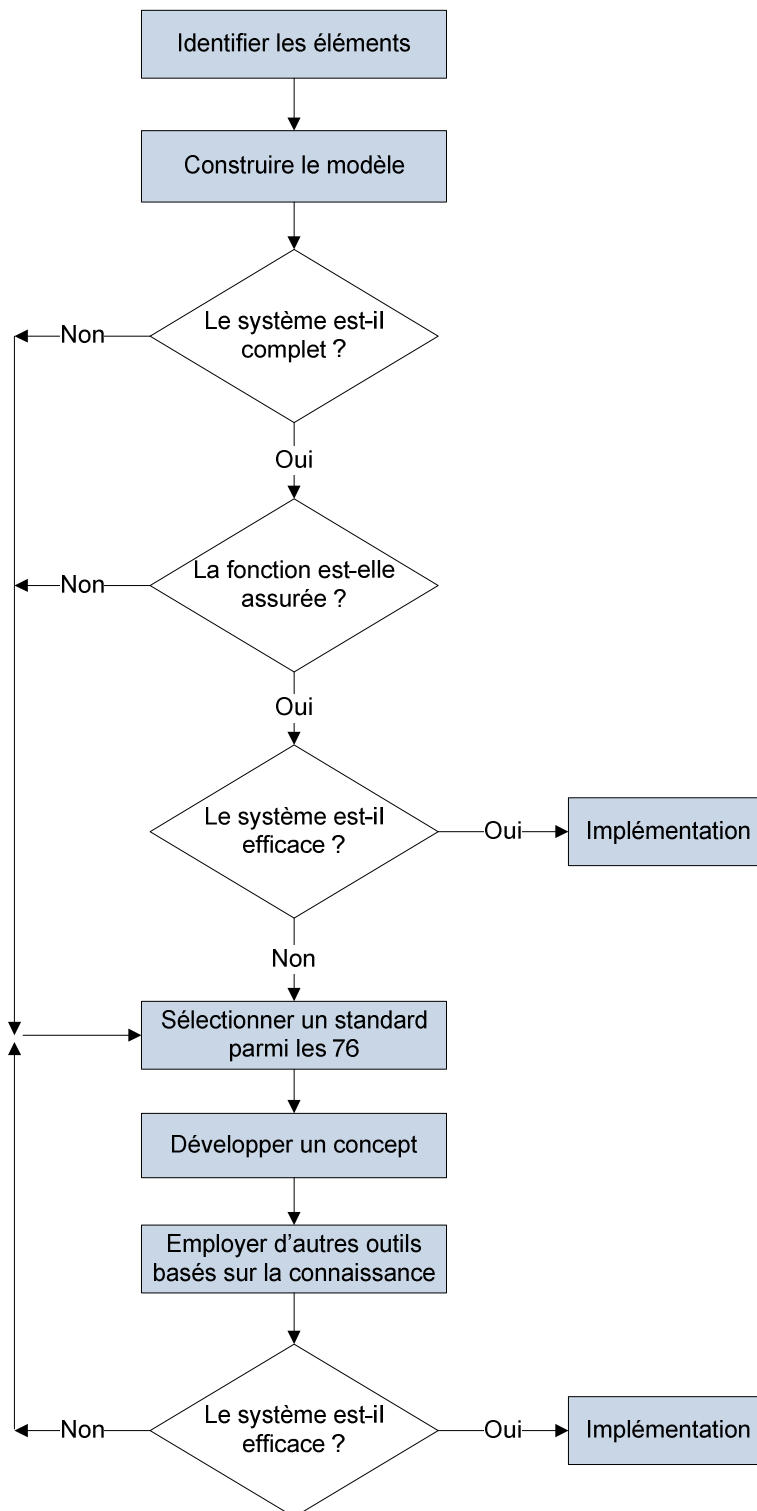 Identifier les éléments
Construire le modèle
Le système est-il
complet ?
Non
Oui
La fonction est-elle
assurée ?
Non
Oui
Le système est-il
efficace ?
Oui
Implémentation
Non
Sélectionner un standard
parmi les 76
Développer un concept
Employer d'autres outils
basés sur la connaissance
Le système est-il
efficace ?
Non
Oui
Implémentation